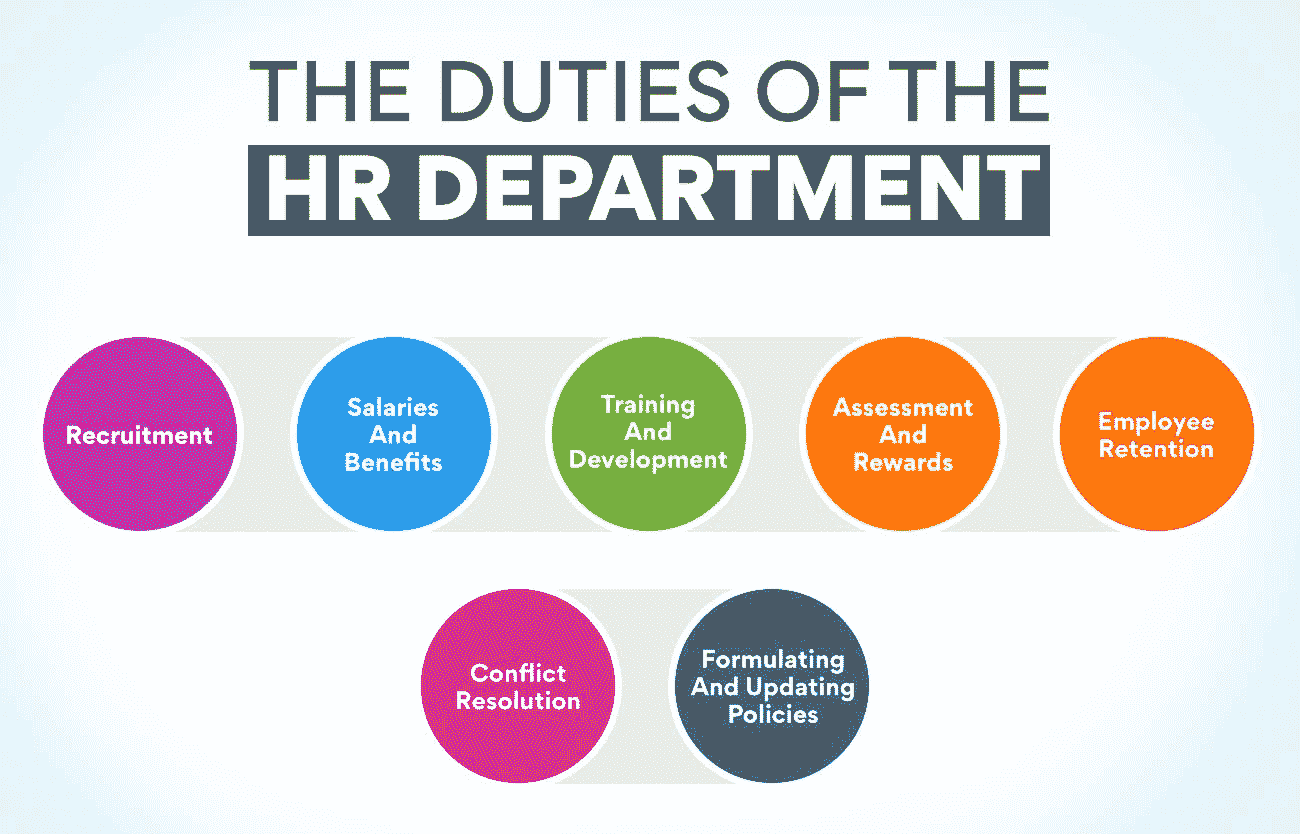 THE DUTIES OF THE
HR DEPARTMENT
Recruitment
Salaries
And
Benefits
Training
And
Development
Assessment
And
Rewards
Employee
Retention
Conflict
Resolution
Formulating
And Updating
Policies